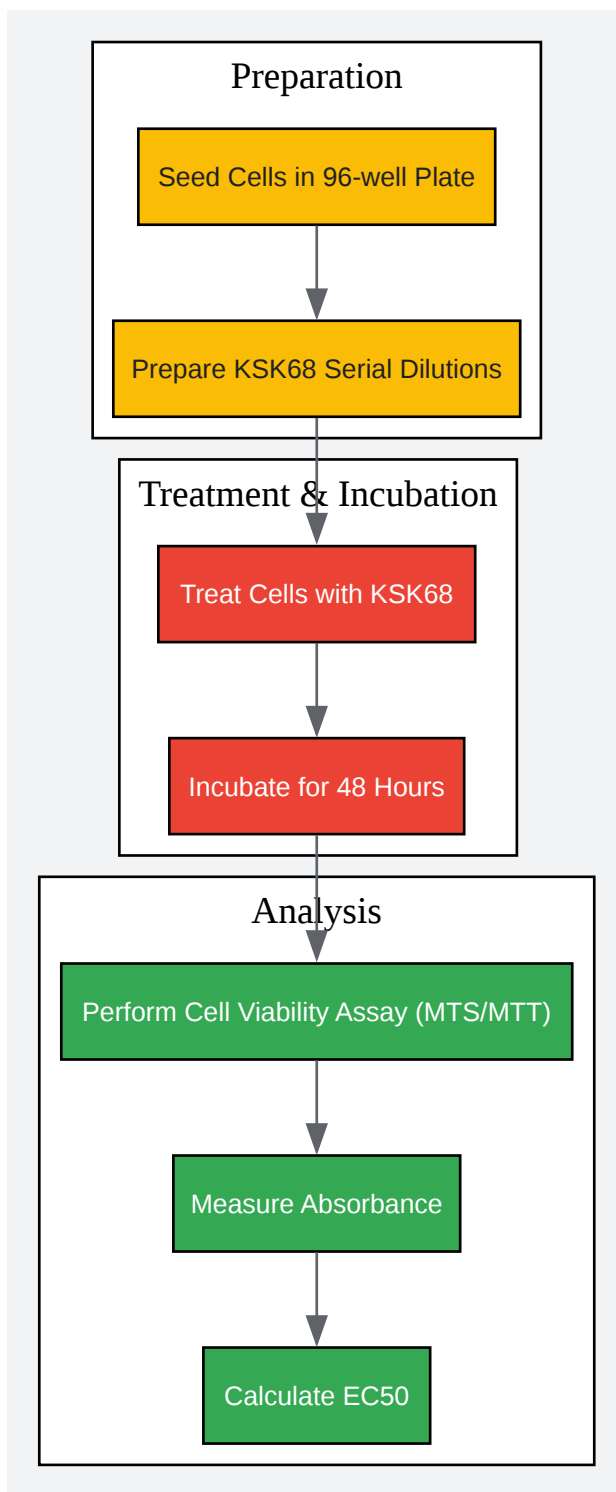 Preparation
Seed Cells in 96-well Plate
Prepare KSK68 Serial Dilutions
Treatment & Incubation
Treat Cells with KSK68
Incubate for 48 Hours
Analysis
Perform Cell Viability Assay (MTS/MTT)
Measure Absorbance
Calculate EC50